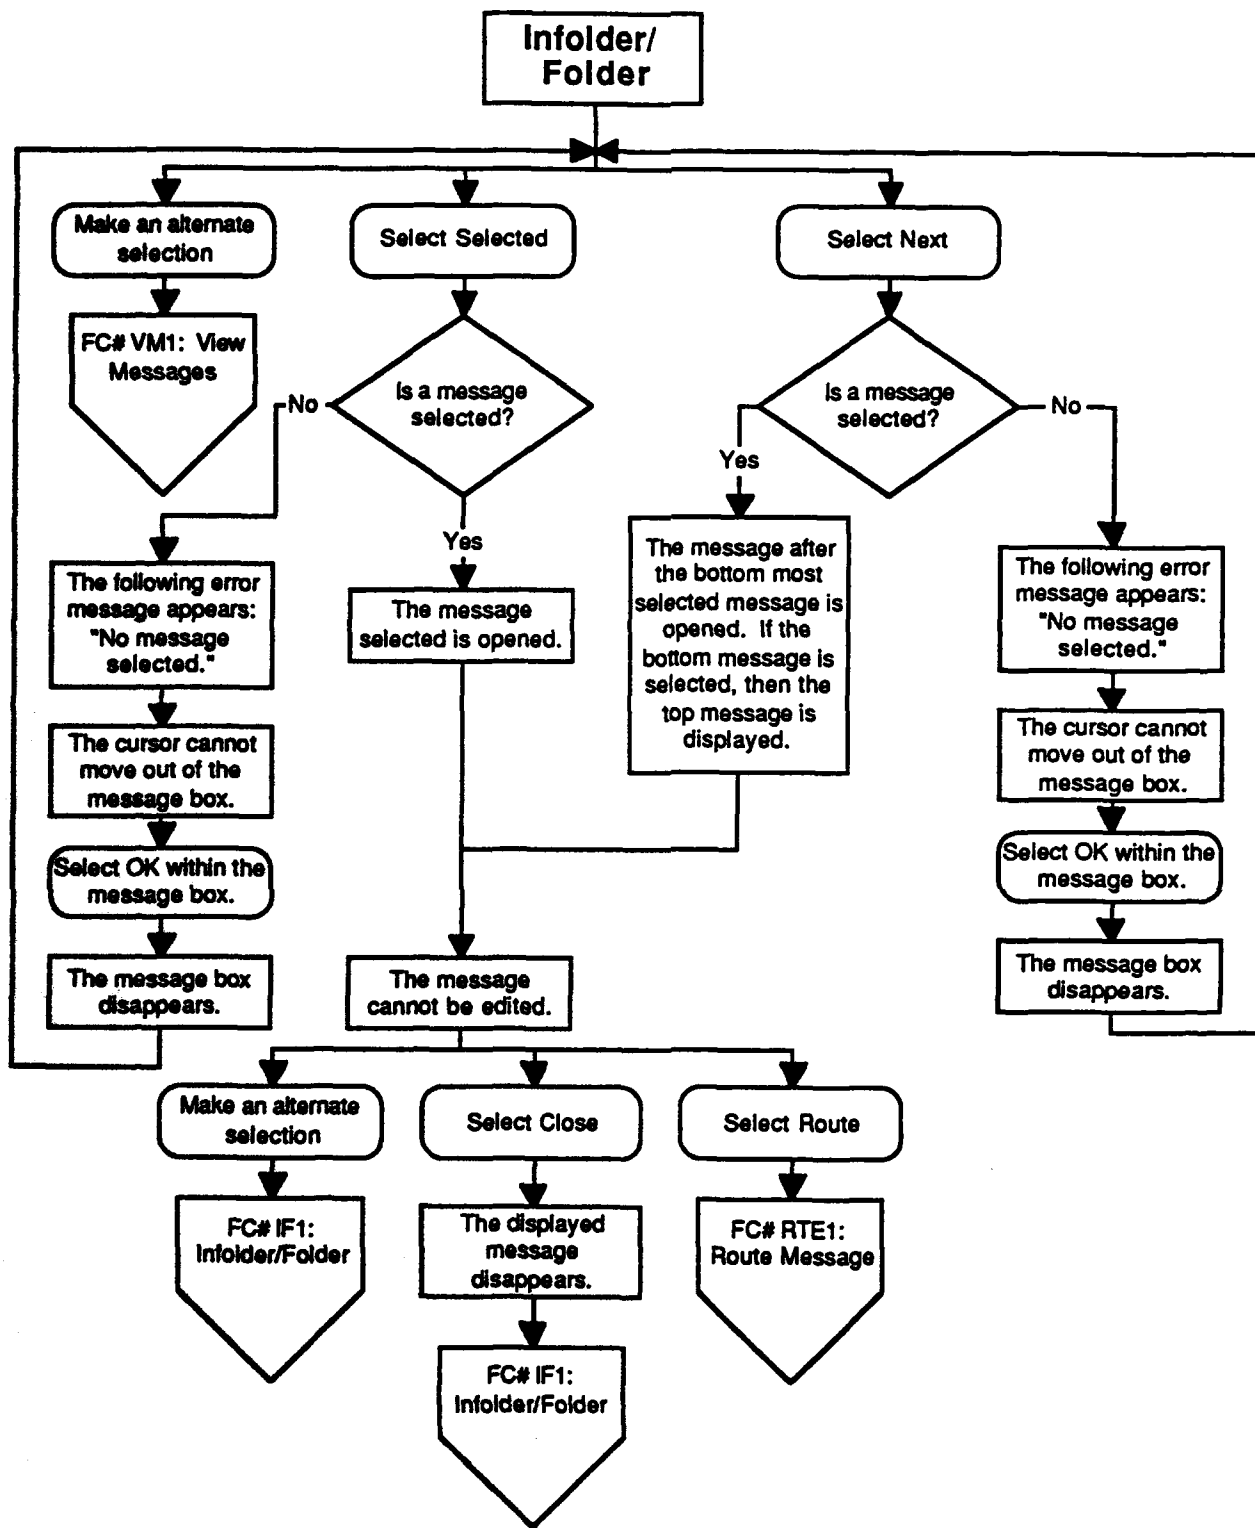 Infolder/
Folder
Make an alternate
selection
Select Selected
Select Next
FC# VM1: View
Messages
Is a message
selected?
No
Yes
Is a message
selected?
Yes
No
The following error
message appears:
"No message
selected."
The message
selected is opened.
The message after
the bottom most
selected message is
opened. If the
bottom message is
selected, then the
top message is
displayed.
The following error
message appears:
"No message
selected."
The cursor cannot
move out of the
message box.
The cursor cannot
move out of the
message box.
Select OK within the
message box.
Select OK within the
message box.
The message box
disappears.
The message
cannot be edited.
The message box
disappears.
Make an alternate
selection
Select Close
Select Route
FC# IF1:
Infolder/Folder
The displayed
message
disappears.
FC# RTE1:
Route Message
FC# IF1:
Infolder/Folder